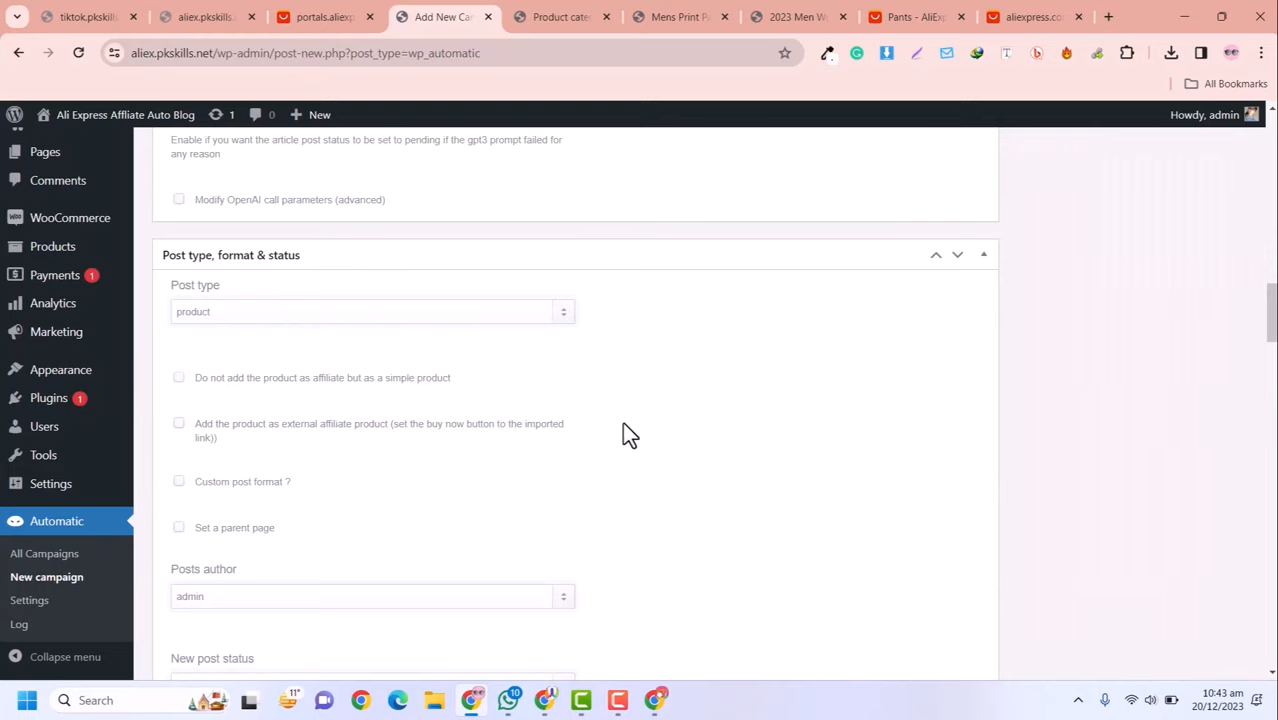 tiktok.pkskills
aliex.pkskills.
portals.aliexp
Add New Ca
Product cate
Mens Print P
2023 Men W
Pants - AliEx
aliexpress.co
aliex.pkskills.net/wp-admin/post-new.php?post_type=wp_automatic
All Bookmarks
Ali Express Affliate Auto Blog
1
0
New
Howdy, admin
Pages
Comments
WooCommerce
Products
Payments 1
Analytics
Marketing
Appearance
Plugins 1
Users
Tools
Settings
Automatic
All Campaigns
New campaign
Settings
Log
Collapse menu
Enable if you want the article post status to be set to pending if the gpt3 prompt failed for
any reason
Modify OpenAI call parameters (advanced)
Post type, format & status
Post type
product
Do not add the product as affiliate but as a simple product
Add the product as external affiliate product (set the buy now button to the imported
link))
Custom post format ?
Set a parent page
Posts author
admin
New post status
Search
11°
10
10:43 am
20/12/2023